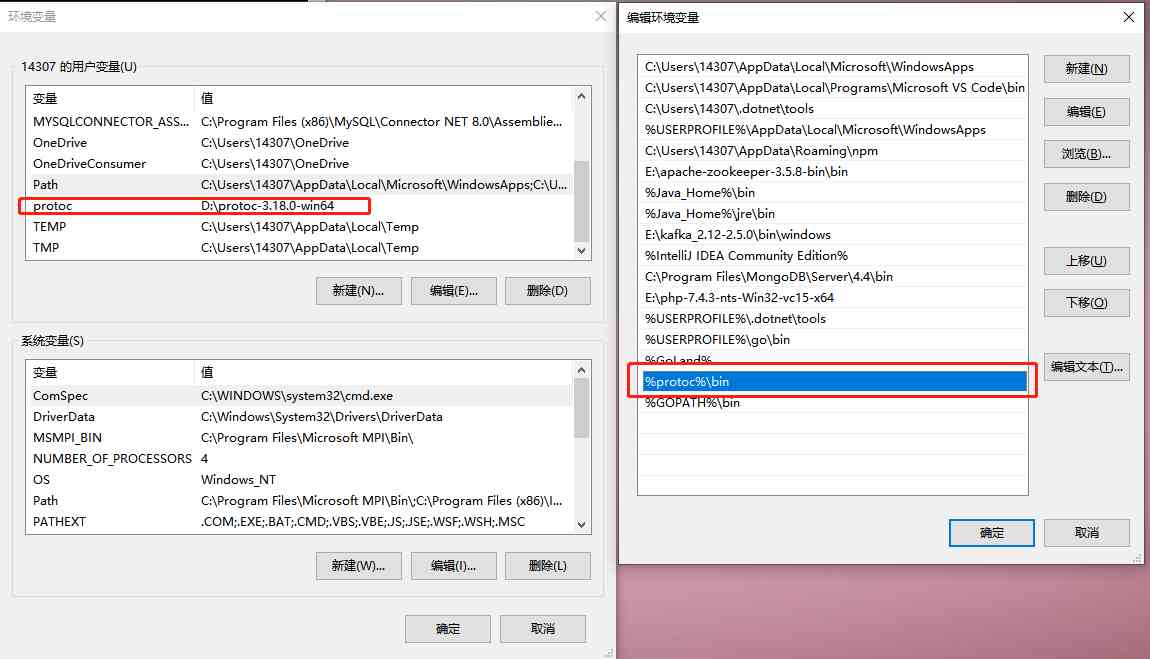 环境变量
14307 的用户变量(U)
变量 值
MYSQLCONNECTOR_ASS... C:\Program Files (x86)\MySQL\Connector NET 8.0\Assemblie...
OneDrive C:\Users\14307\OneDrive
OneDriveConsumer C:\Users\14307\OneDrive
Path C:\Users\14307\AppData\Local\Microsoft\WindowsApps;C:\U...
protoc D:\protoc-3.18.0-win64
TEMP C:\Users\14307\AppData\Local\Temp
TMP C:\Users\14307\AppData\Local\Temp
新建(N)... 编辑(E)... 删除(D)
系统变量(S)
变量 值
ComSpec C:\WINDOWS\system32\cmd.exe
DriverData C:\Windows\System32\Drivers\DriverData
MSMPI_BIN C:\Program Files\Microsoft MPI\Bin\
NUMBER_OF_PROCESSORS 4
OS Windows_NT
Path C:\Program Files\Microsoft MPI\Bin\;C:\Program Files (x86)\I...
PATHEXT .COM;.EXE;.BAT;.CMD;.VBS;.VBE;.JS;.JSE;.WSF;.WSH;.MSC
新建(W)... 编辑(I)... 删除(L)
确定 取消
编辑环境变量
C:\Users\14307\AppData\Local\Microsoft\WindowsApps
C:\Users\14307\AppData\Local\Programs\Microsoft VS Code\bin
C:\Users\14307\.dotnet\tools
%USERPROFILE%\AppData\Local\Microsoft\WindowsApps
C:\Users\14307\AppData\Roaming\npm
E:\apache-zookeeper-3.5.8-bin\bin
%Java_Home%\bin
%Java_Home%\jre\bin
E:\kafka_2.12-2.5.0\bin\windows
%IntelliJ IDEA Community Edition%
C:\Program Files\MongoDB\Server\4.4\bin
E:\php-7.4.3-nts-Win32-vc15-x64
%USERPROFILE%\.dotnet\tools
%USERPROFILE%\go\bin
%GoLand%
%protoc%\bin
%GOPATH%\bin
新建(N)
编辑(E)
浏览(B)...
删除(D)
上移(U)
下移(O)
编辑文本(T)...
确定 取消